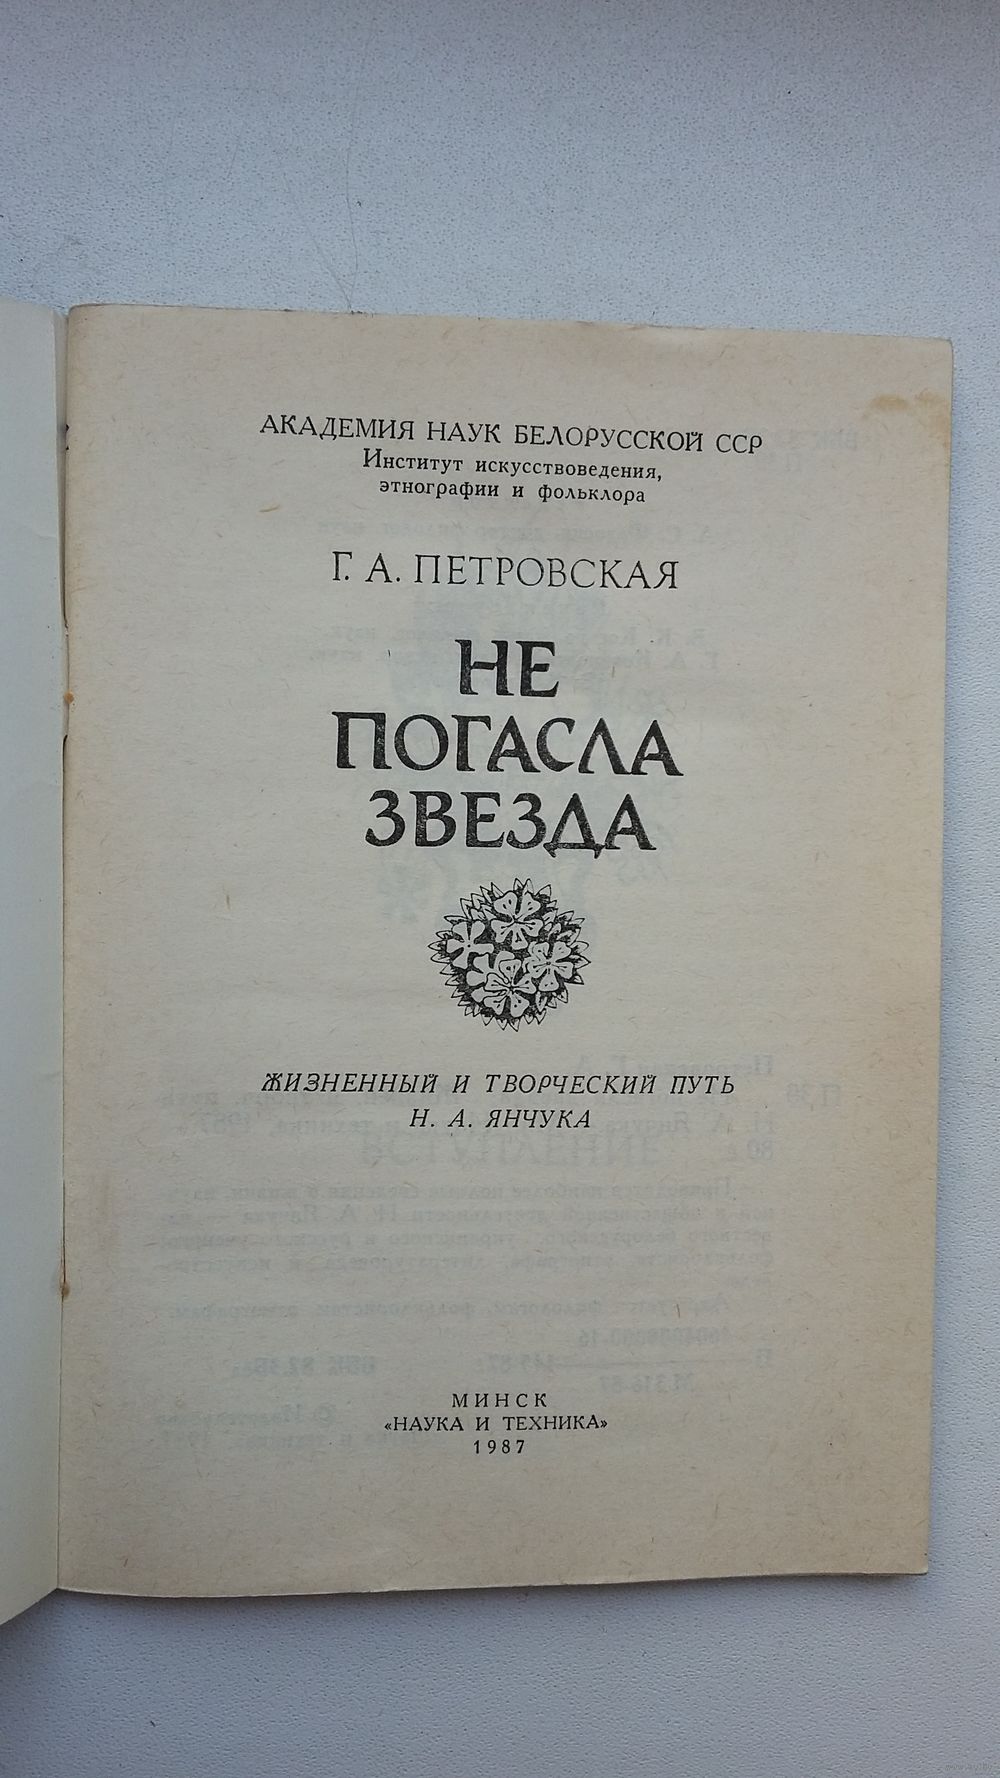 АКАДЕМИЯ НАУК БЕЛОРУССКОЙ ССР
Институт искусствоведения,
этнографии и фольклора
Г. А. ПЕТРОВСКАЯ
НЕ
ПОГАСЛА
ЗВЕЗДА
ЖИЗНЕННЫЙ И ТВОРЧЕСКИЙ ПУТЬ
Н. А. ЯНЧУКА
МИНСК
«НАУКА И ТЕХНИКА»
1987